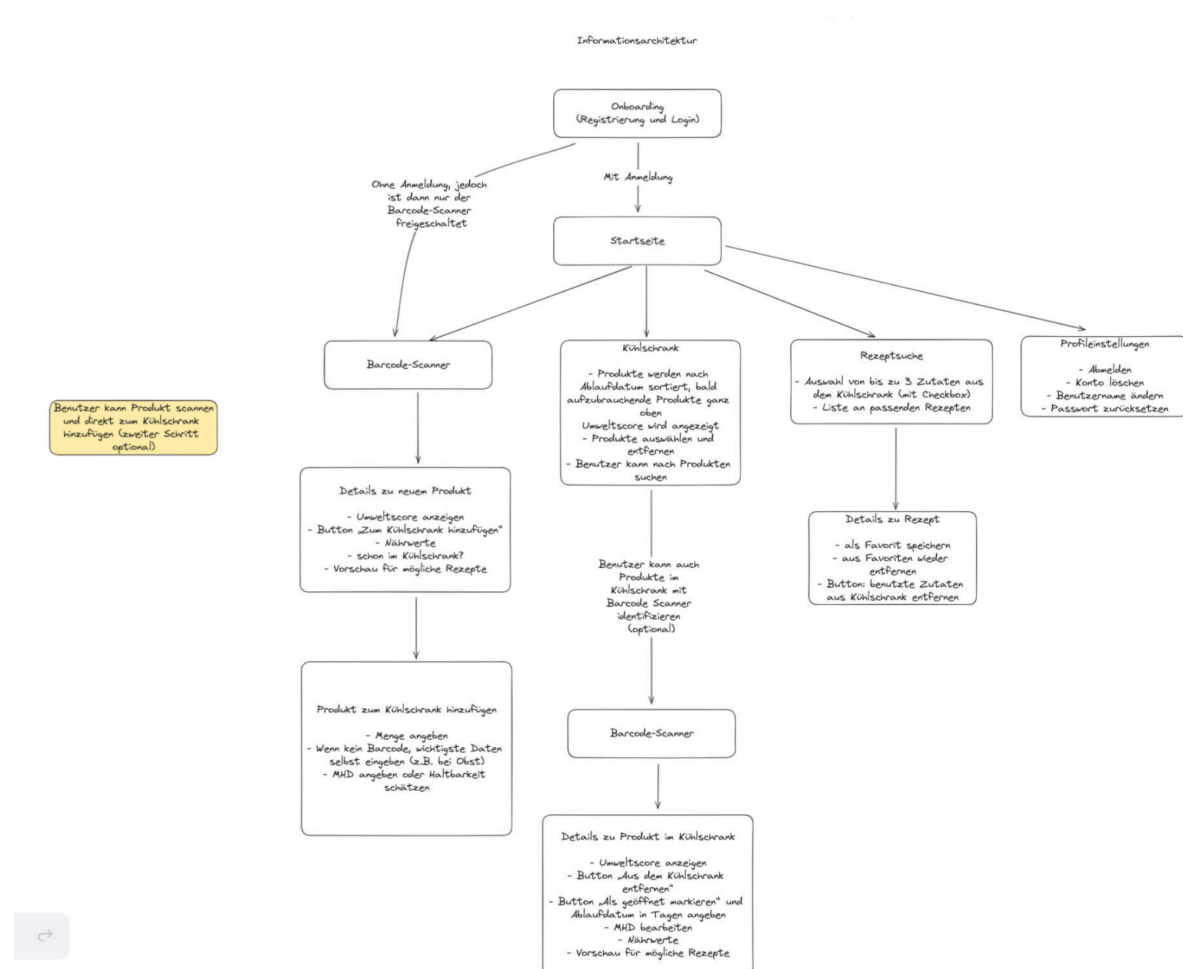 Informationsarchitektur
Onboarding
(Registrierung und Login)
Ohne Anmeldung, jedoch
ist dann nur der
Barcode-Scanner
freigeschaltet
Mit Anmeldung
Startseite
Barcode-Scanner
Kühlschrank
- Produkte werden nach
Ablaufdatum sortiert, bald
aufzubrauchende Produkte ganz
oben
Umweltscore wird angezeigt
- Produkte auswählen und
entfernen
- Benutzer kann nach Produkten
suchen
Rezeptsuche
- Auswahl von bis zu 3 Zutaten aus
dem Kühlschrank (mit Checkbox)
- Liste an passenden Rezepten
Profileinstellungen
- Abmelden
- Konto löschen
- Benutzername ändern
- Passwort zurücksetzen
Benutzer kann Produkt scannen
und direkt zum Kühlschrank
hinzufügen (zweiter Schritt
optional)
Details zu neuem Produkt
- Umweltscore anzeigen
- Button „Zum Kühlschrank hinzufügen“
- Nährwerte
- schon im Kühlschrank?
- Vorschau für mögliche Rezepte
Details zu Rezept
- als Favorit speichern
- aus Favoriten wieder
entfernen
- Button: benutzte Zutaten
aus Kühlschrank entfernen
Benutzer kann auch
Produkte im
Kühlschrank mit
Barcode Scanner
identifizieren
(optional)
Produkt zum Kühlschrank hinzufügen
- Menge angeben
- Wenn kein Barcode, wichtigste Daten
selbst eingeben (z.B. bei Obst)
- MHD angeben oder Haltbarkeit
schätzen
Barcode-Scanner
Details zu Produkt im Kühlschrank
- Umweltscore anzeigen
- Button „Aus dem Kühlschrank
entfernen“
- Button „Als geöffnet markieren“ und
Ablaufdatum in Tagen angeben
- MHD bearbeiten
- Nährwerte
- Vorschau für mögliche Rezepte